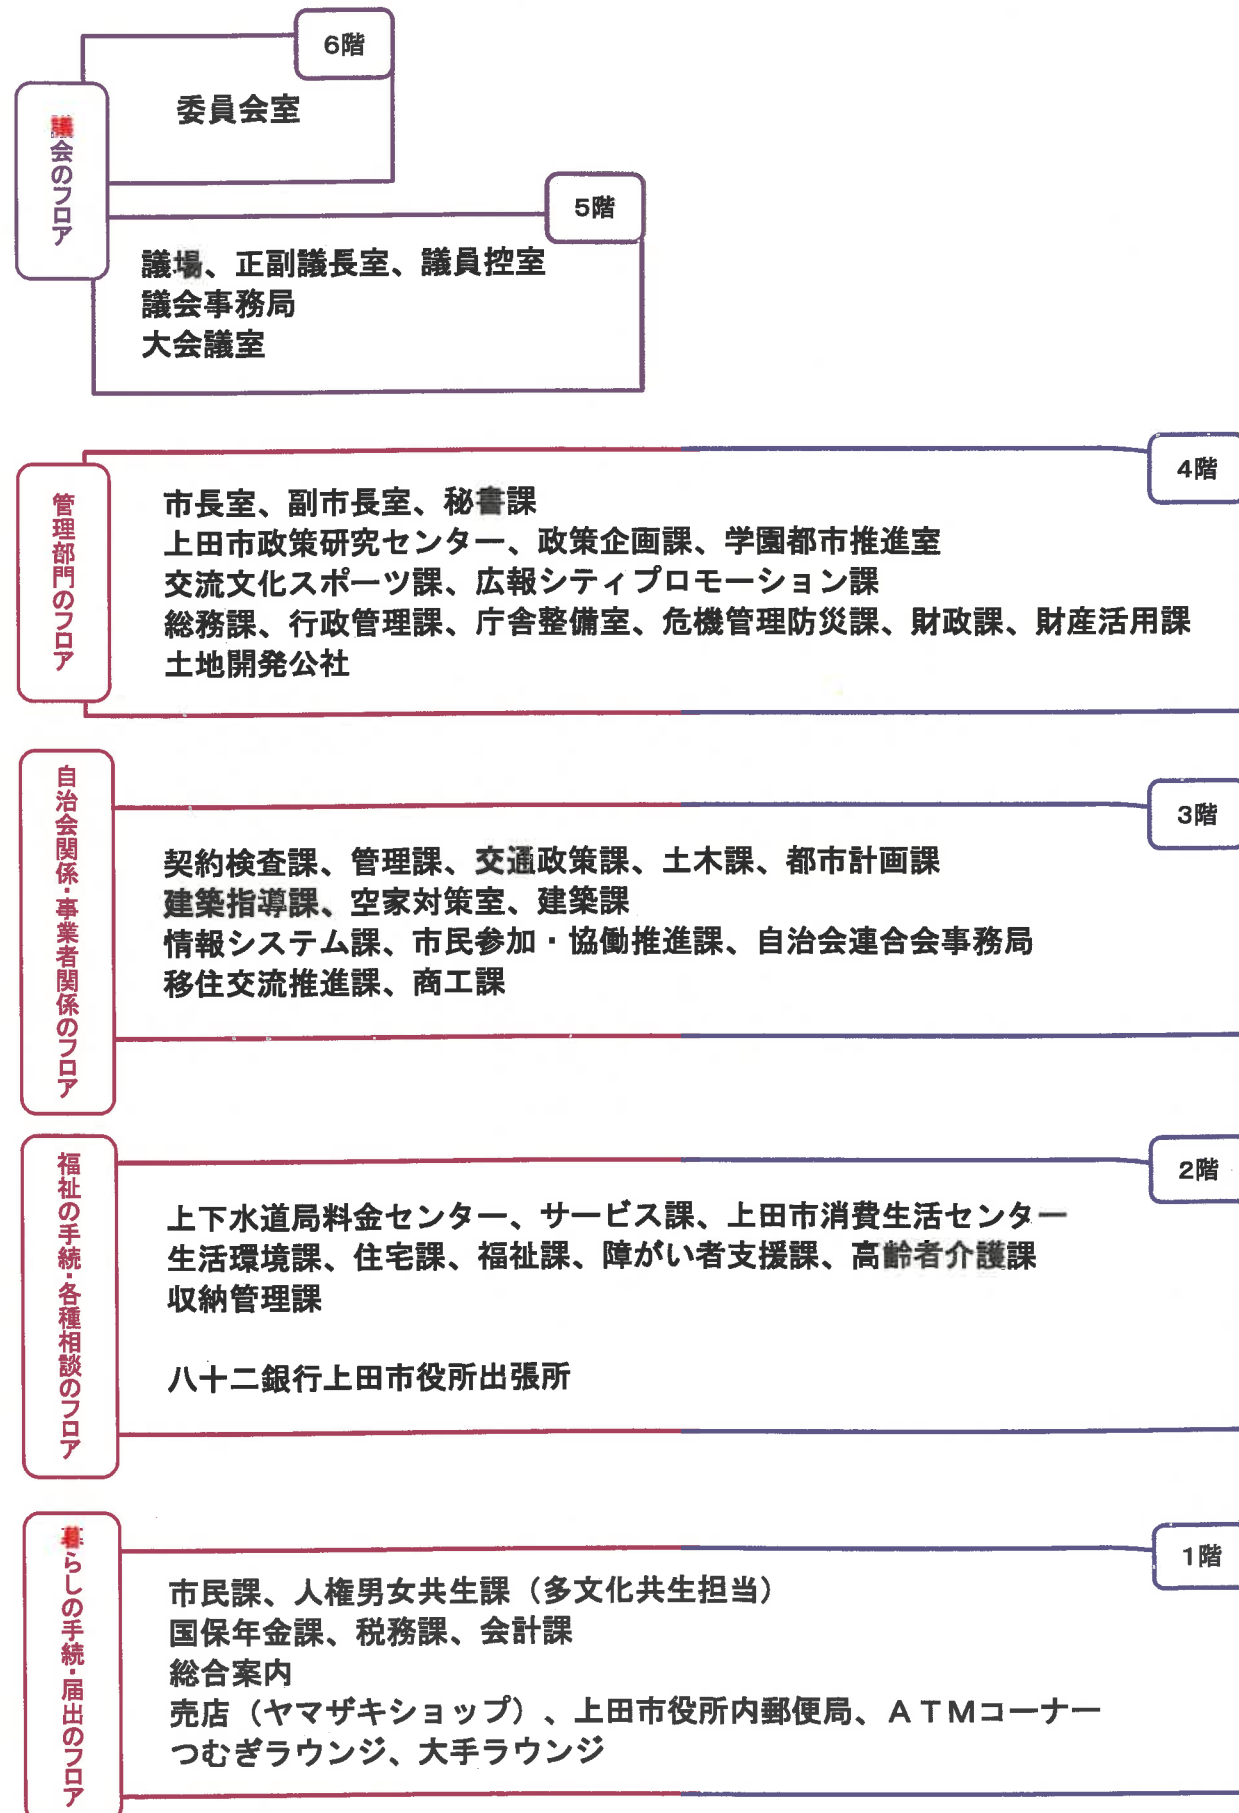 6階
委員会室
議会のフロア
5階
議場、正副議長室、議員控室
議会事務局
大会議室
4階
管理部門のフロア
市長室、副市長室、秘書課
上田市政策研究センター、政策企画課、学園都市推進室
交流文化スポーツ課、広報シティプロモーション課
総務課、行政管理課、庁舎整備室、危機管理防災課、財政課、財産活用課
土地開発公社
3階
自治会関係・事業者関係のフロア
契約検査課、管理課、交通政策課、土木課、都市計画課
建築指導課、空家対策室、建築課
情報システム課、市民参加・協働推進課、自治会連合会事務局
移住交流推進課、商工課
2階
福祉の手続・各種相談のフロア
上下水道局料金センター、サービス課、上田市消費生活センター
生活環境課、住宅課、福祉課、障がい者支援課、高齢者介護課
収納管理課
八十二銀行上田市役所出張所
1階
暮らしの手続・届出のフロア
市民課、人権男女共生課（多文化共生担当）
国保年金課、税務課、会計課
総合案内
売店（ヤマザキショップ）、上田市役所内郵便局、ＡＴＭコーナー
つむぎラウンジ、大手ラウンジ